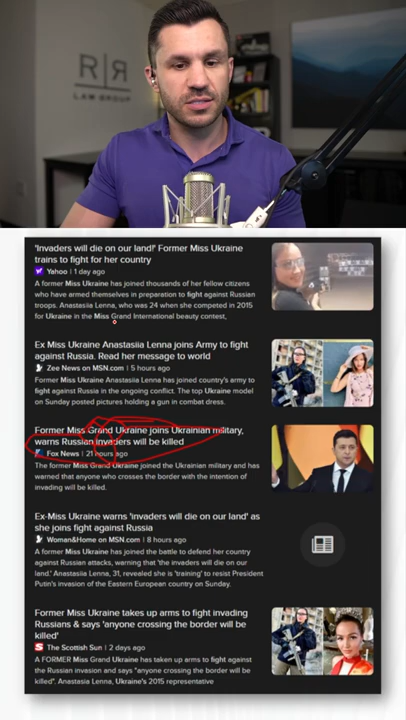 R|R
LAW GROUP
'Invaders will die on our land!' Former Miss Ukraine
trains to fight for her country
Yahoo | 1 day ago
A former Miss Ukraine has joined thousands of her fellow citizens
who have armed themselves in preparation to fight against Russian
troops. Anastasiia Lenna, who was 24 when she competed in 2015
for Ukraine in the Miss Grand International beauty contest,
Ex Miss Ukraine Anastasiia Lenna joins Army to fight
against Russia. Read her message to world
Zee News on MSN.com | 5 hours ago
Former Miss Ukraine Anastasiia Lenna has joined country's army to
fight against Russia in the ongoing conflict. The top Ukraine model
on Sunday posted pictures holding a gun in combat dress.
Former Miss Grand Ukraine joins Ukrainian military,
warns Russian invaders will be killed
Fox News | 21 hours ago
The former Miss Grand Ukraine joined the Ukrainian military and has
warned that anyone who crosses the border with the intention of
invading will be killed.
Ex-Miss Ukraine warns 'invaders will die on our land' as
she joins fight against Russia
Woman&Home on MSN.com | 8 hours ago
A former Miss Ukraine has joined the battle to defend her country
against Russian attacks, warning that 'the invaders will die on our
land.' Anastasiia Lenna, 31, revealed she is 'training' to resist President
Putin's invasion of the Eastern European country on Sunday.
Former Miss Ukraine takes up arms to fight invading
Russians & says 'anyone crossing the border will be
killed'
S The Scottish Sun | 2 days ago
A FORMER Miss Grand Ukraine has taken up arms to fight against
the Russian invasion and says "anyone crossing the border will be
killed". Anastasia Lenna, Ukraine's 2015 representative